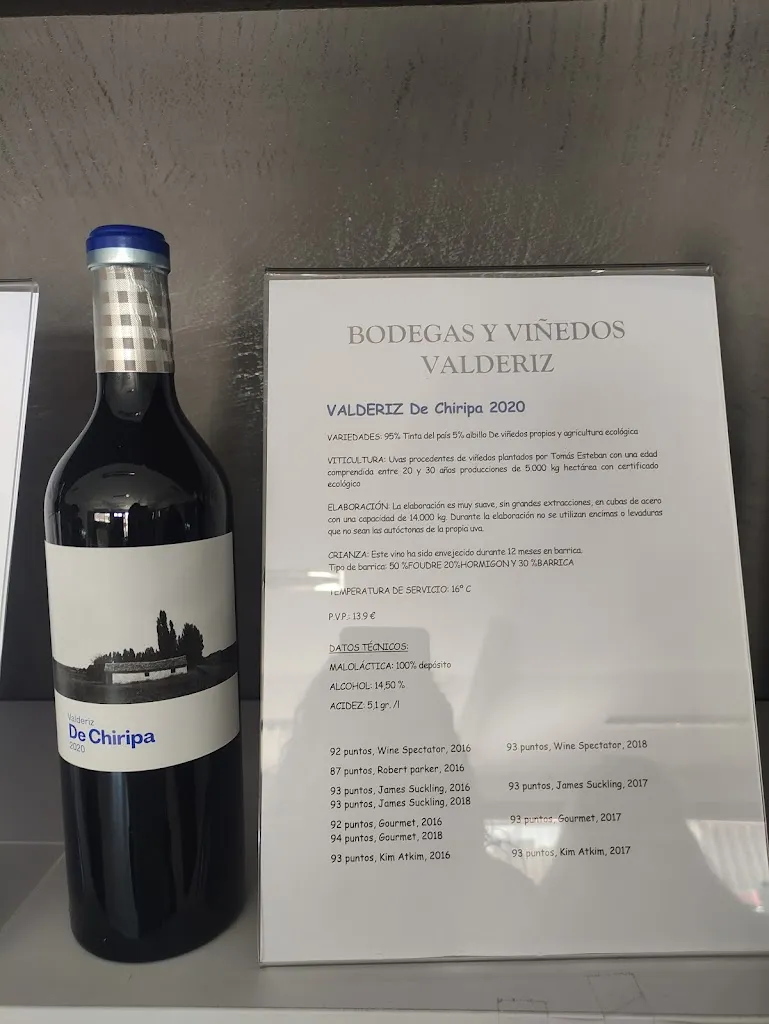 Valderiz
De Chiripa
2020
BODEGAS Y VIÑEDOS
VALDERIZ
VALDERIZ De Chiripa 2020
VARIEDADES: 95% Tinta del país 5% albillo De viñedos propios y agricultura ecológica
VITICULTURA: Uvas procedentes de viñedos plantados por Tomás Esteban con una edad
comprendida entre 20 y 30 años producciones de 5.000 kg hectárea con certificado
ecológico
ELABORACIÓN: La elaboración es muy suave, sin grandes extracciones, en cubas de acero
con una capacidad de 14.000 kg. Durante la elaboración no se utilizan encimas o levaduras
que no sean las autóctonas de la propia uva.
CRIANZA: Este vino ha sido envejecido durante 12 meses en barrica.
Tipo de barrica: 50 %FOUDRE 20%HORMIGON Y 30 %BARRICA
TEMPERATURA DE SERVICIO: 16º C
P.V.P.: 13.9 €
DATOS TÉCNICOS:
MALOLÁCTICA: 100% depósito
ALCOHOL: 14,50 %
ACIDEZ: 5,1 gr. /l
92 puntos, Wine Spectator, 2016 93 puntos, Wine Spectator, 2018
87 puntos, Robert parker, 2016
93 puntos, James Suckling, 2016 93 puntos, James Suckling, 2017
93 puntos, James Suckling, 2018
92 puntos, Gourmet, 2016 93 puntos, Gourmet, 2017
94 puntos, Gourmet, 2018
93 puntos, Kim Atkim, 2016 93 puntos, Kim Atkim, 2017